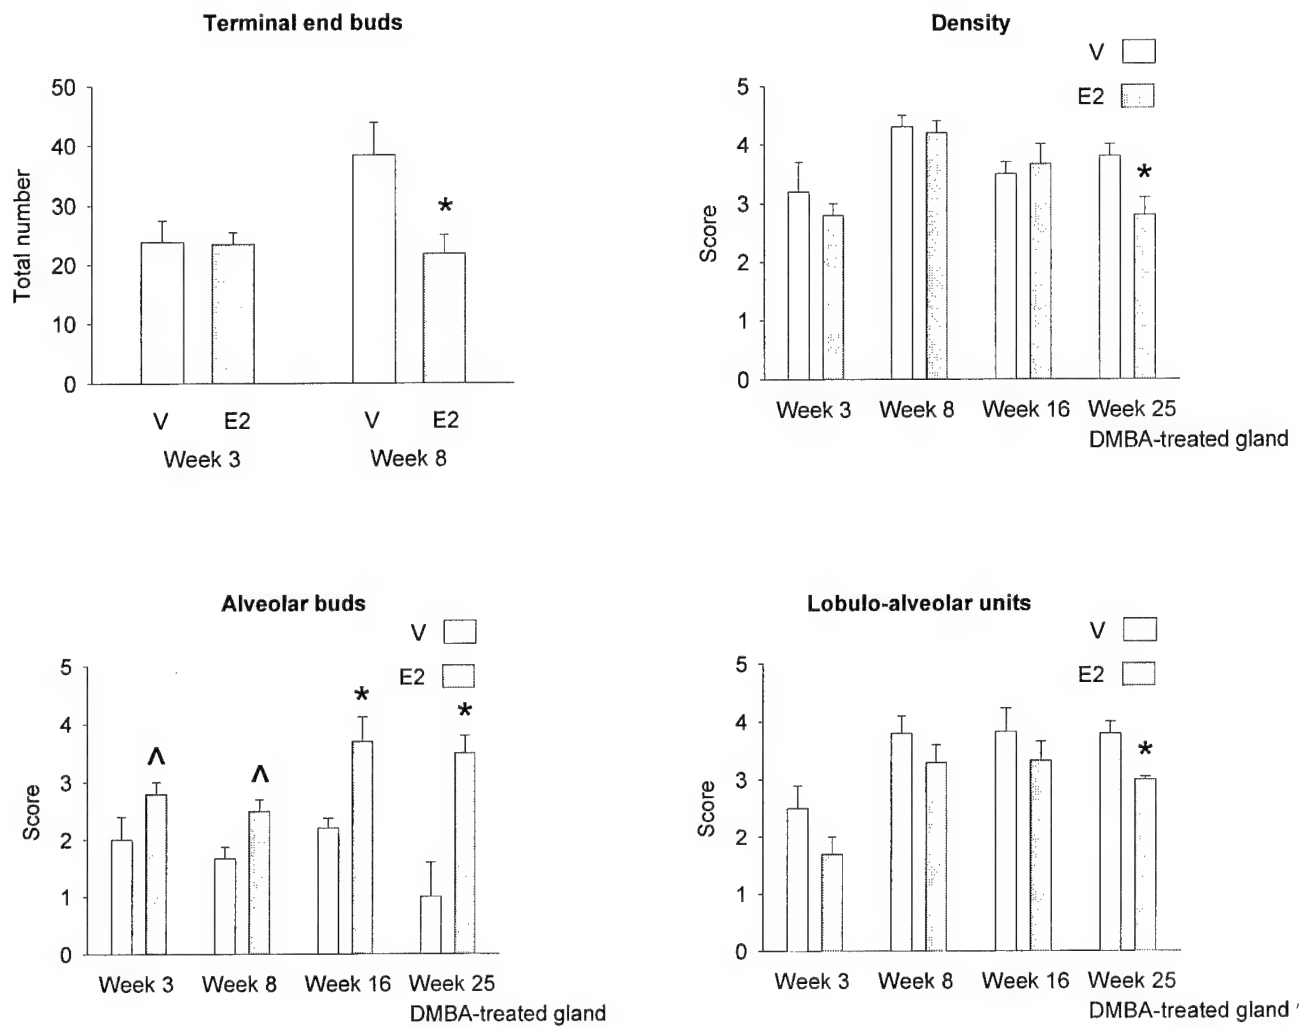 Terminal end buds
50
40
30
20
10
0
Total number
*
V E2 V E2
Week 3 Week 8
Density
V
E2
5
4
3
2
1
0
Score
*
Week 3 Week 8 Week 16 Week 25
DMBA-treated gland
Alveolar buds
V
E2
5
4
3
2
1
0
Score
^ ^ * *
Week 3 Week 8 Week 16 Week 25
DMBA-treated gland
Lobulo-alveolar units
V
E2
5
4
3
2
1
0
Score
*
Week 3 Week 8 Week 16 Week 25
DMBA-treated gland